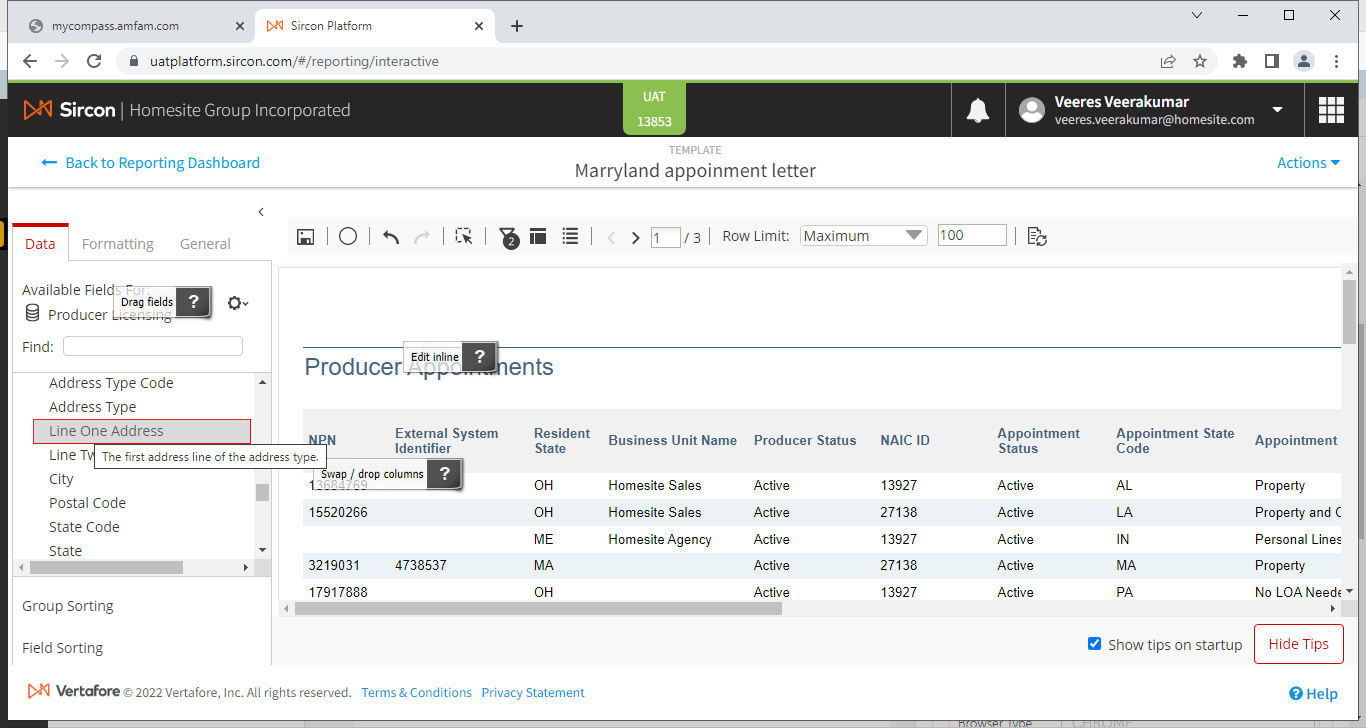 mycompass.amfam.com
Sircon Platform
uatplatform.sircon.com/#/reporting/interactive
Sircon | Homesite Group Incorporated
UAT
13853
Veeres Veerakumar
veeres.veerakumar@homesite.com
Back to Reporting Dashboard
TEMPLATE
Marryland appoinment letter
Actions
Data
Formatting
General
2
1 / 3
Row Limit: Maximum 100
Available Fields For:
Drag fields ?
Producer Licensing
Find:
Address Type Code
Address Type
Line One Address
Line Tw
The first address line of the address type.
City
Postal Code
State Code
State
Group Sorting
Field Sorting
Edit inline ?
Producer Appointments
NPN External System Identifier Resident State Business Unit Name Producer Status NAIC ID Appointment Status Appointment State Code Appointment
Swap / drop columns ?
13684769 OH Homesite Sales Active 13927 Active AL Property
15520266 OH Homesite Sales Active 27138 Active LA Property and C
ME Homesite Agency Active 13927 Active IN Personal Lines
3219031 4738537 MA Active 27138 Active MA Property
17917888 OH Active 13927 Active PA No LOA Neede
Show tips on startup
Hide Tips
Vertafore © 2022 Vertafore, Inc. All rights reserved. Terms & Conditions Privacy Statement
? Help
Browser Type CHROME